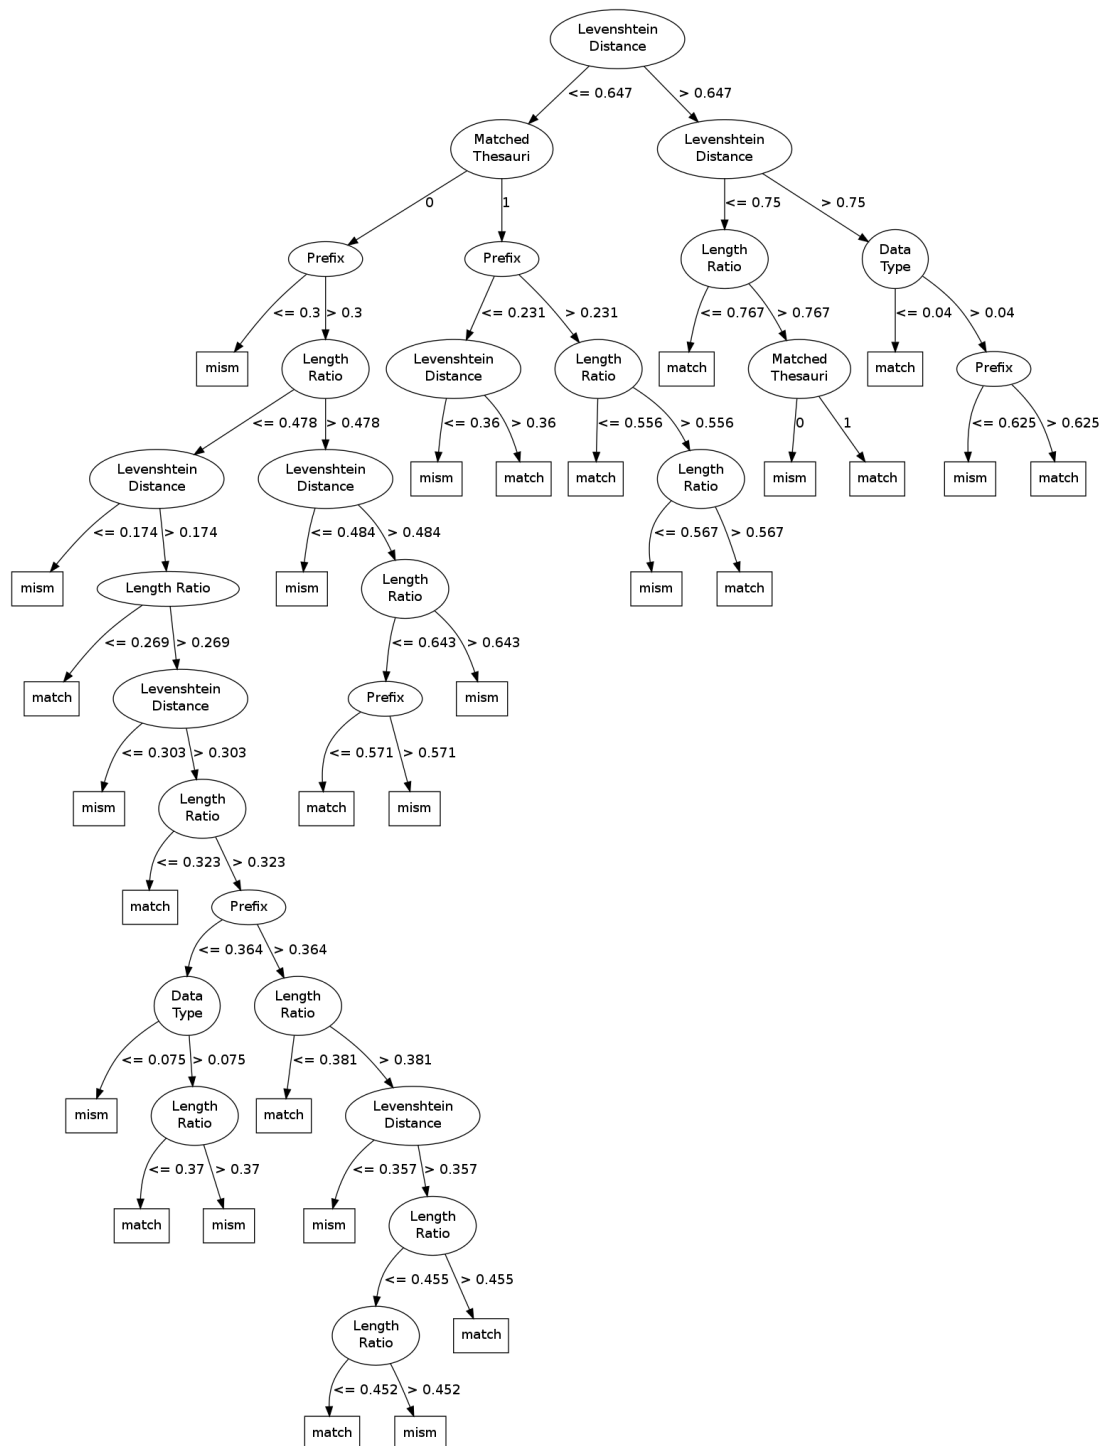 Levenshtein
Distance
<= 0.647
> 0.647
Matched
Thesauri
Levenshtein
Distance
0
1
<= 0.75
> 0.75
Prefix
Prefix
Length
Ratio
Data
Type
<= 0.3
> 0.3
<= 0.231
> 0.231
<= 0.767
> 0.767
<= 0.04
> 0.04
mism
Length
Ratio
Levenshtein
Distance
Length
Ratio
match
Matched
Thesauri
match
Prefix
<= 0.478
> 0.478
<= 0.36
> 0.36
<= 0.556
> 0.556
0
1
<= 0.625
> 0.625
Levenshtein
Distance
Levenshtein
Distance
mism
match
match
Length
Ratio
mism
match
mism
match
<= 0.174
> 0.174
<= 0.484
> 0.484
<= 0.567
> 0.567
mism
Length Ratio
mism
Length
Ratio
mism
match
<= 0.269
> 0.269
<= 0.643
> 0.643
match
Levenshtein
Distance
Prefix
mism
<= 0.303
> 0.303
<= 0.571
> 0.571
mism
Length
Ratio
match
mism
<= 0.323
> 0.323
match
Prefix
<= 0.364
> 0.364
Data
Type
Length
Ratio
<= 0.075
> 0.075
<= 0.381
> 0.381
mism
Length
Ratio
match
Levenshtein
Distance
<= 0.37
> 0.37
<= 0.357
> 0.357
match
mism
mism
Length
Ratio
<= 0.455
> 0.455
Length
Ratio
match
<= 0.452
> 0.452
match
mism